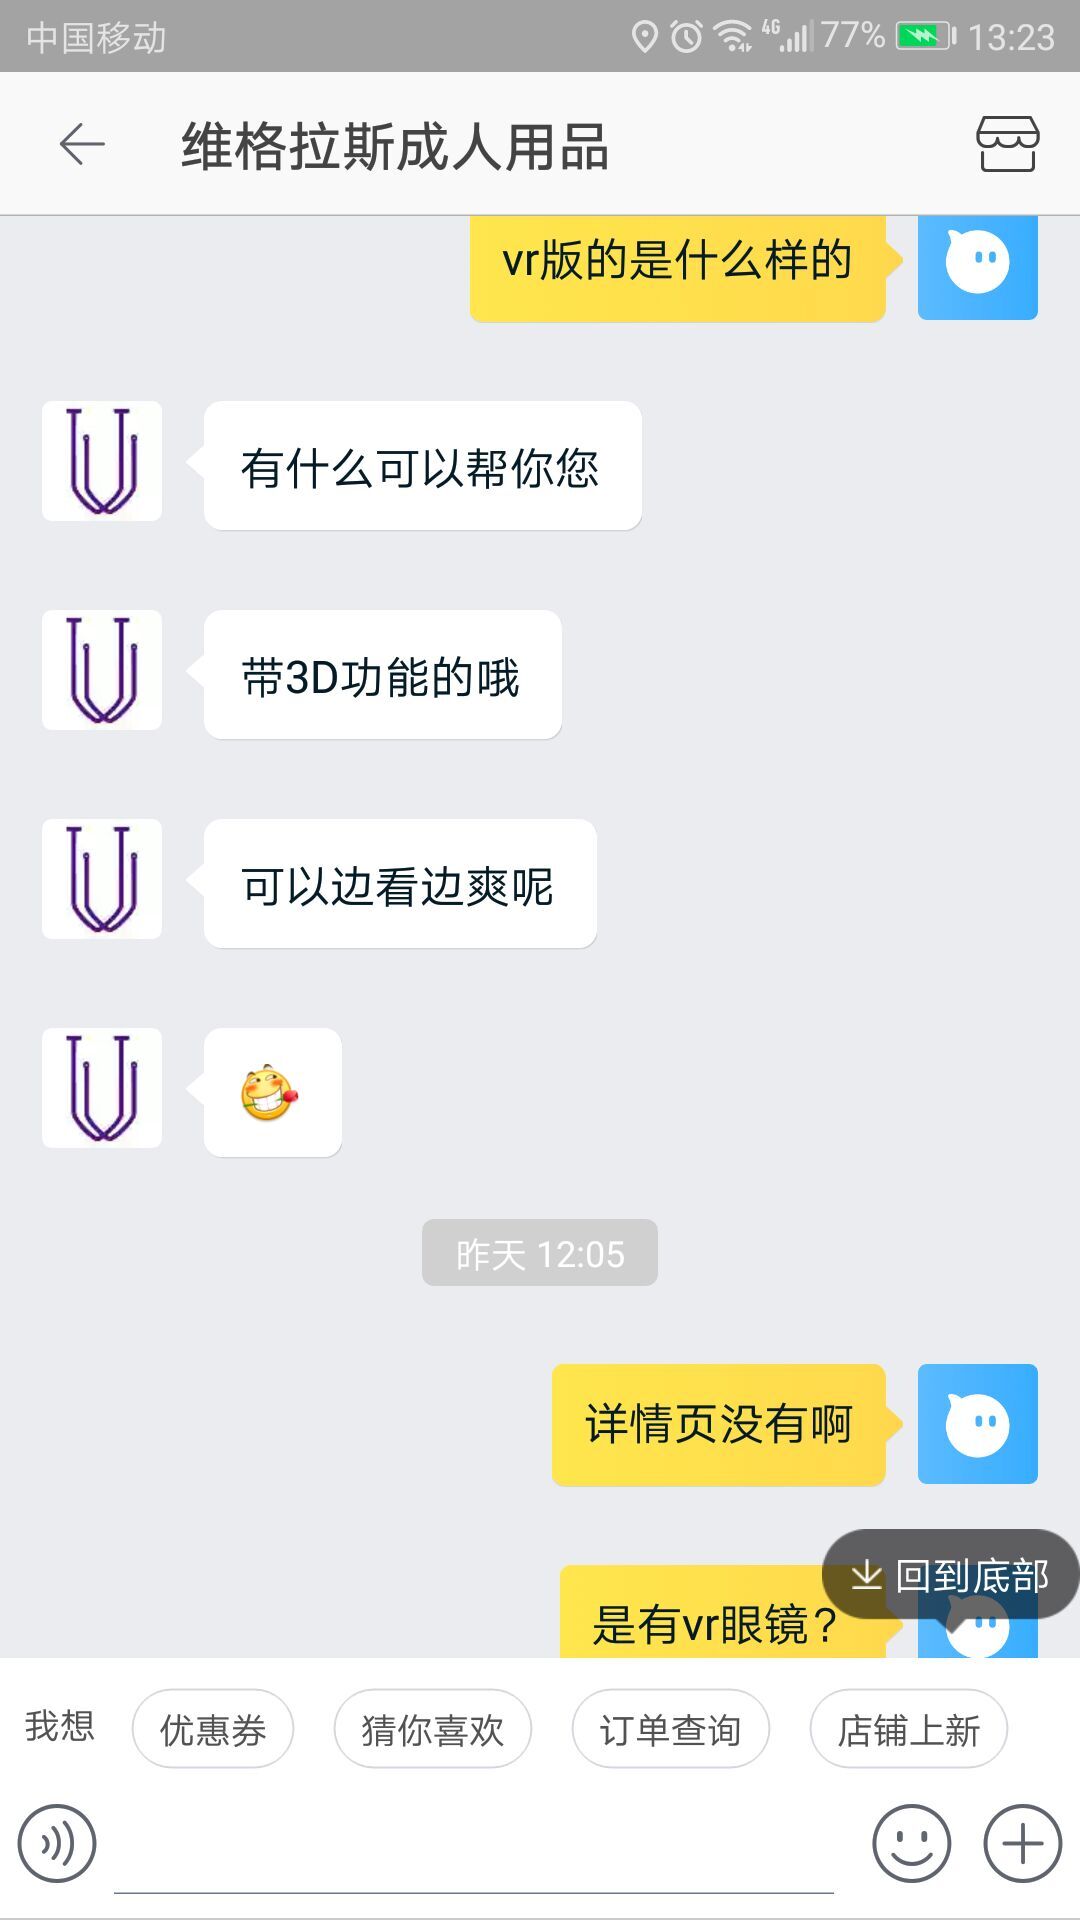 中国移动 4G 77% 13:23
维格拉斯成人用品
vr版的是什么样的
有什么可以帮你您
带3D功能的哦
可以边看边爽呢
昨天 12:05
详情页没有啊
回到底部
是有vr眼镜?
我想 优惠券 猜你喜欢 订单查询 店铺上新